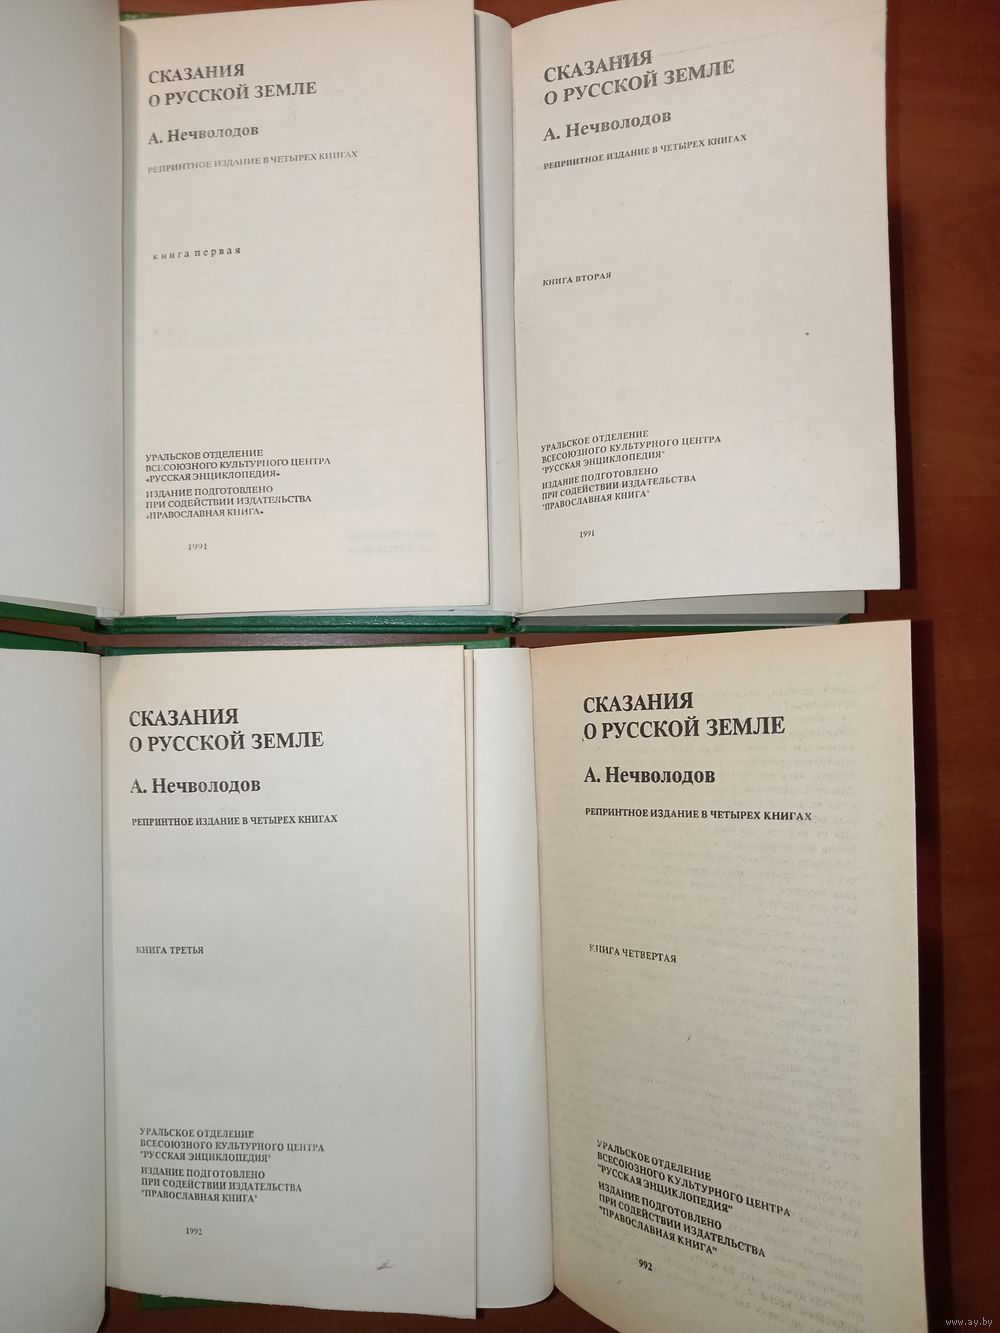 СКАЗАНИЯ
О РУССКОЙ ЗЕМЛЕ
А. Нечволодов
РЕПРИНТНОЕ ИЗДАНИЕ В ЧЕТЫРЕХ КНИГАХ
книга первая
УРАЛЬСКОЕ ОТДЕЛЕНИЕ
ВСЕСОЮЗНОГО КУЛЬТУРНОГО ЦЕНТРА
«РУССКАЯ ЭНЦИКЛОПЕДИЯ»
ИЗДАНИЕ ПОДГОТОВЛЕНО
ПРИ СОДЕЙСТВИИ ИЗДАТЕЛЬСТВА
«ПРАВОСЛАВНАЯ КНИГА»
1991
СКАЗАНИЯ
О РУССКОЙ ЗЕМЛЕ
А. Нечволодов
РЕПРИНТНОЕ ИЗДАНИЕ В ЧЕТЫРЕХ КНИГАХ
КНИГА ВТОРАЯ
УРАЛЬСКОЕ ОТДЕЛЕНИЕ
ВСЕСОЮЗНОГО КУЛЬТУРНОГО ЦЕНТРА
"РУССКАЯ ЭНЦИКЛОПЕДИЯ"
ИЗДАНИЕ ПОДГОТОВЛЕНО
ПРИ СОДЕЙСТВИИ ИЗДАТЕЛЬСТВА
"ПРАВОСЛАВНАЯ КНИГА"
1991
СКАЗАНИЯ
О РУССКОЙ ЗЕМЛЕ
А. Нечволодов
РЕПРИНТНОЕ ИЗДАНИЕ В ЧЕТЫРЕХ КНИГАХ
КНИГА ТРЕТЬЯ
УРАЛЬСКОЕ ОТДЕЛЕНИЕ
ВСЕСОЮЗНОГО КУЛЬТУРНОГО ЦЕНТРА
"РУССКАЯ ЭНЦИКЛОПЕДИЯ"
ИЗДАНИЕ ПОДГОТОВЛЕНО
ПРИ СОДЕЙСТВИИ ИЗДАТЕЛЬСТВА
"ПРАВОСЛАВНАЯ КНИГА"
1992
СКАЗАНИЯ
О РУССКОЙ ЗЕМЛЕ
А. Нечволодов
РЕПРИНТНОЕ ИЗДАНИЕ В ЧЕТЫРЕХ КНИГАХ
КНИГА ЧЕТВЕРТАЯ
УРАЛЬСКОЕ ОТДЕЛЕНИЕ
ВСЕСОЮЗНОГО КУЛЬТУРНОГО ЦЕНТРА
"РУССКАЯ ЭНЦИКЛОПЕДИЯ"
ИЗДАНИЕ ПОДГОТОВЛЕНО
ПРИ СОДЕЙСТВИИ ИЗДАТЕЛЬСТВА
"ПРАВОСЛАВНАЯ КНИГА"
992
www.ay.by